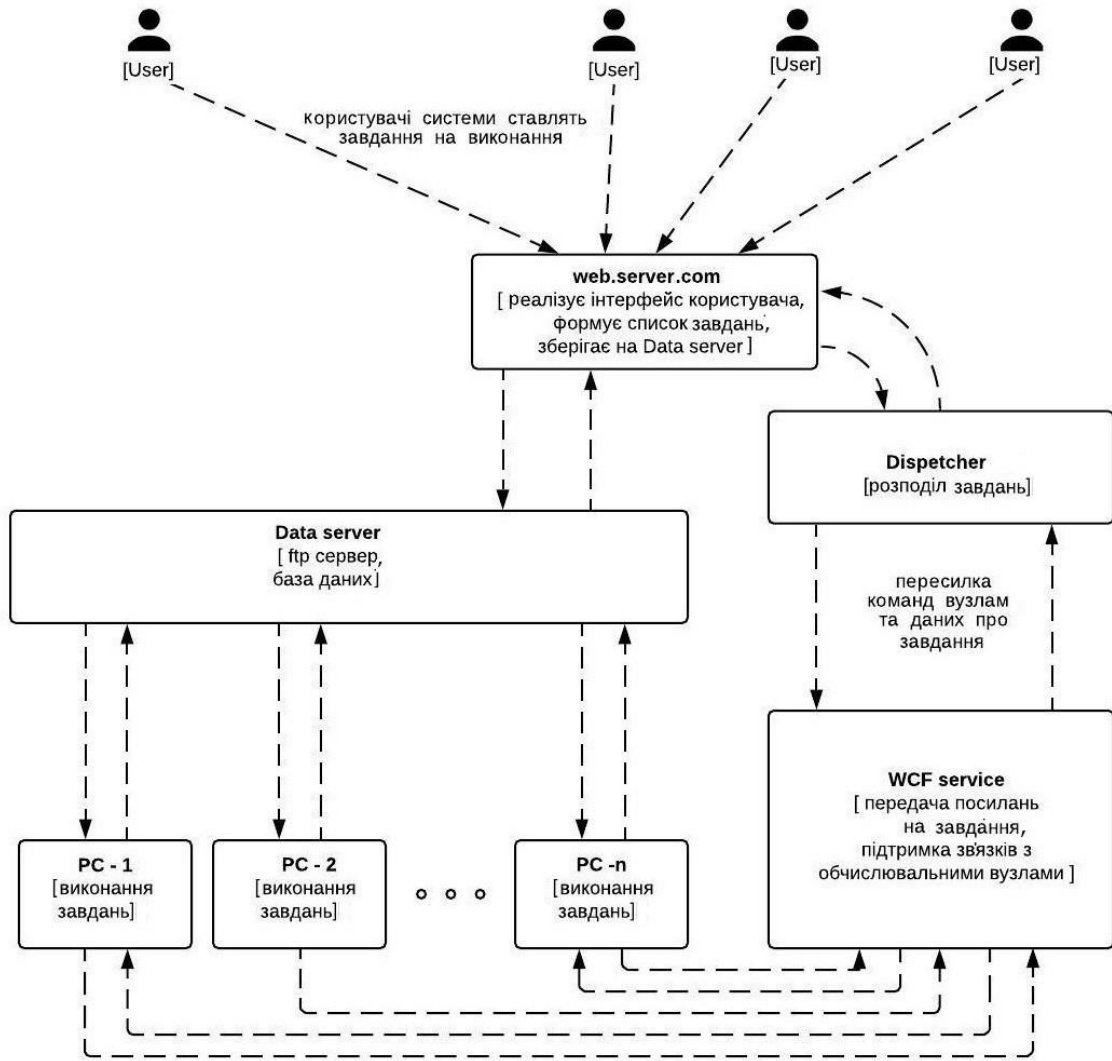 [User]
[User]
[User]
[User]
користувачі системи ставлять
завдання на виконання
web.server.com
[ реалізує інтерфейс користувача,
формує список завдань,
зберігає на Data server ]
Dispetcher
[розподіл завдань]
Data server
[ ftp сервер,
база даних]
пересилка
команд вузлам
та даних про
завдання
WCF service
[ передача посилань
на завдання,
підтримка зв'язків з
обчислювальними вузлами ]
PC - 1
[виконання
завдань]
PC - 2
[виконання
завдань]
PC -n
[виконання
завдань]